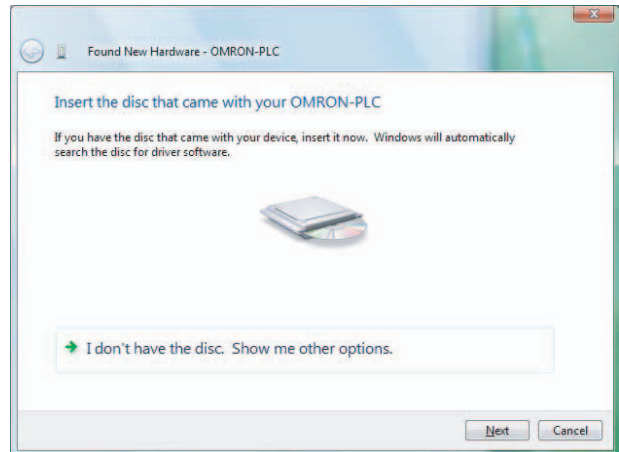 Found New Hardware - OMRON-PLC
Insert the disc that came with your OMRON-PLC
If you have the disc that came with your device, insert it now.  Windows will automatically
search the disc for driver software.
I don't have the disc.  Show me other options.
Next
Cancel